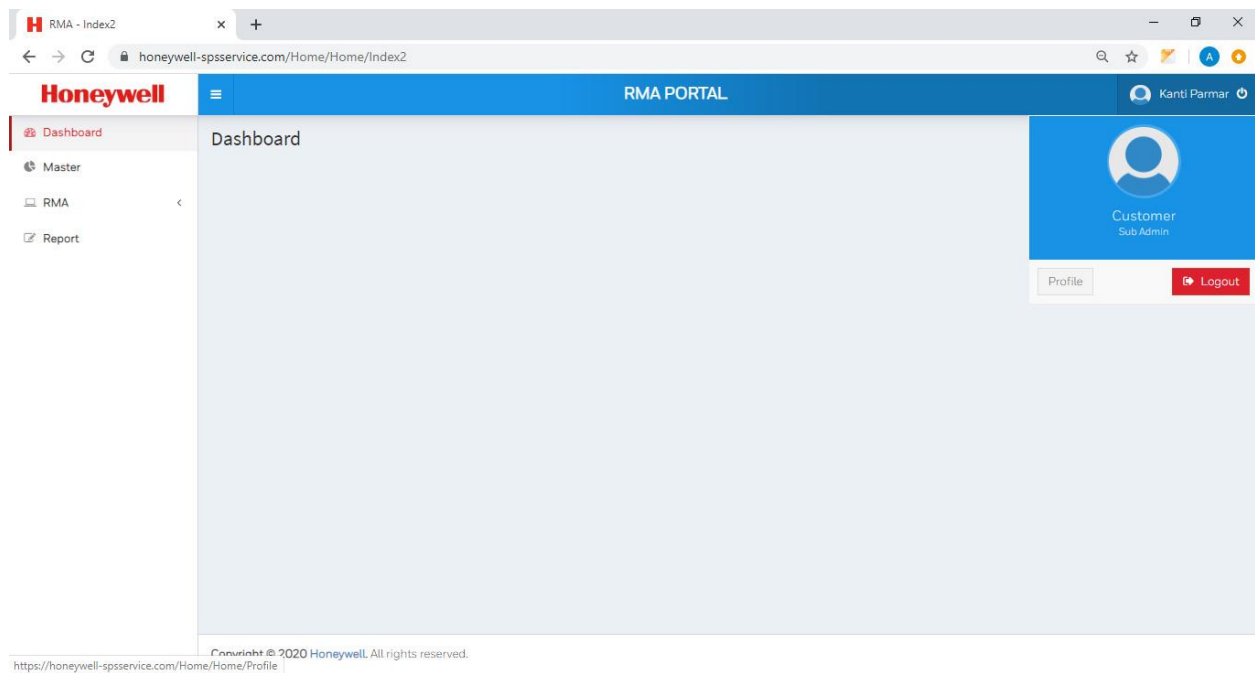 RMA - Index2
honeywell-spsservice.com/Home/Home/Index2
A
Honeywell
RMA PORTAL
Kanti Parmar
Dashboard
Master
RMA
Report
Dashboard
Customer
Sub Admin
Profile
Logout
Copyright © 2020 Honeywell. All rights reserved.
https://honeywell-spsservice.com/Home/Home/Profile